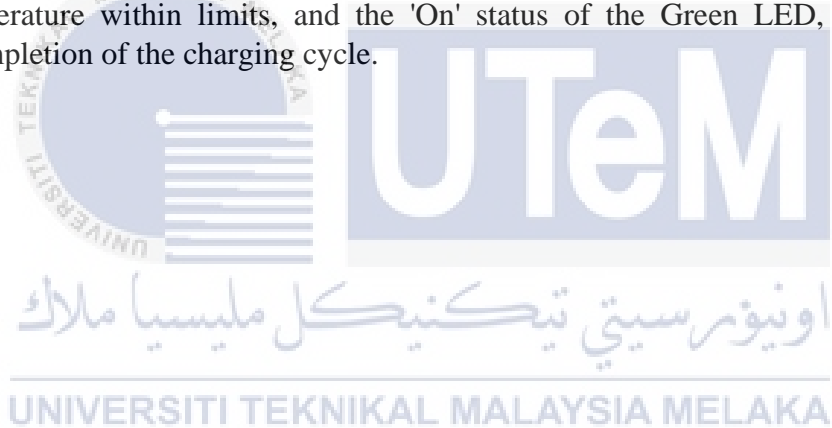 erature within limits, and the 'On' status of the Green LED,
mpletion of the charging cycle.
UTeM
اونيۏرسيتي تيكنيكل مليسيا ملاك
UNIVERSITI TEKNIKAL MALAYSIA MELAKA